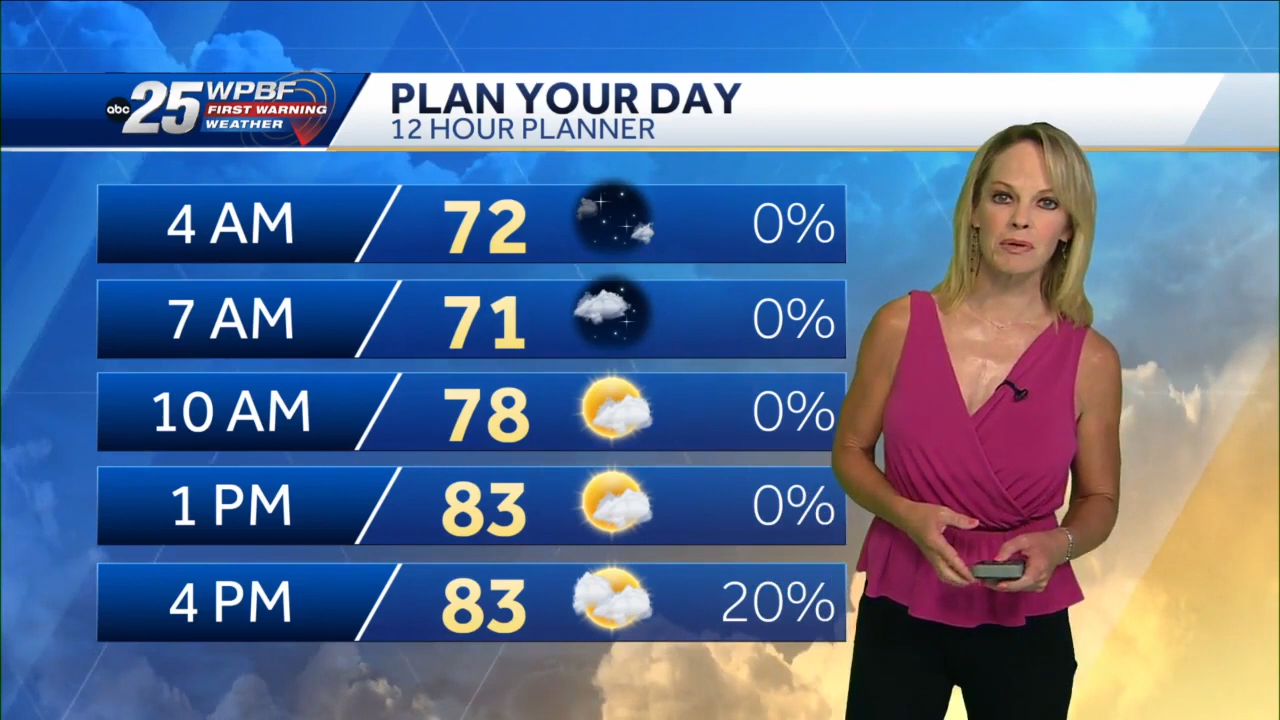 abc 25 WPBF
FIRST WARNING
WEATHER
PLAN YOUR DAY
12 HOUR PLANNER
4 AM 72 0%
7 AM 71 0%
10 AM 78 0%
1 PM 83 0%
4 PM 83 20%